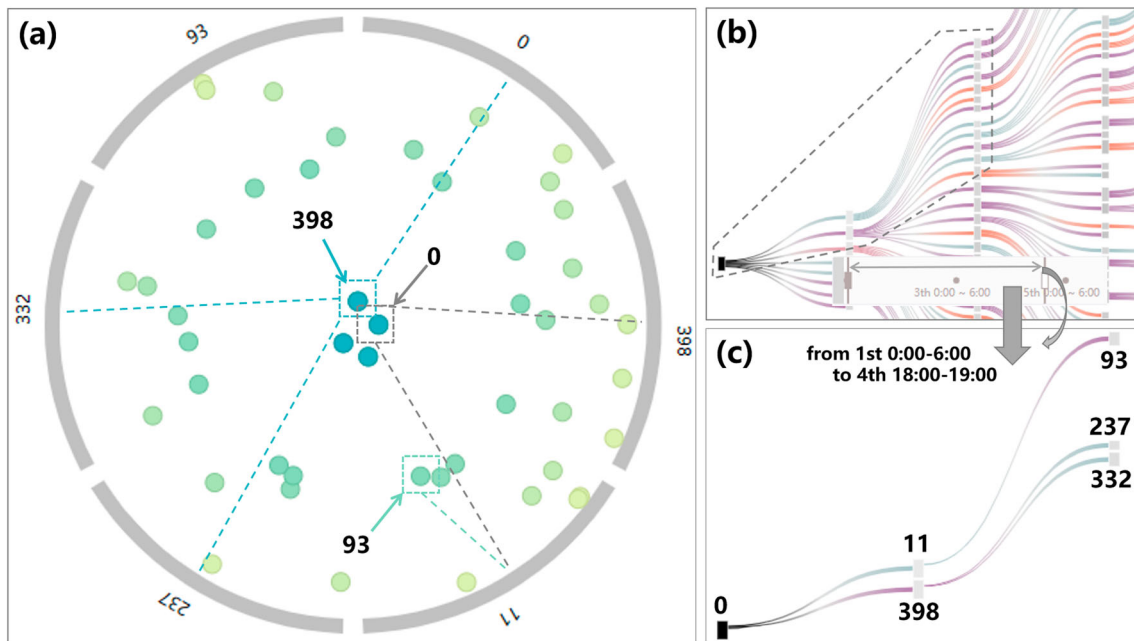 (a)
93
0
398
0
332
398
93
237
11
(b)
3th 0:00 ~ 6:00
5th 0:00 ~ 6:00
(c)
from 1st 0:00-6:00
to 4th 18:00-19:00
93
237
332
11
0
398